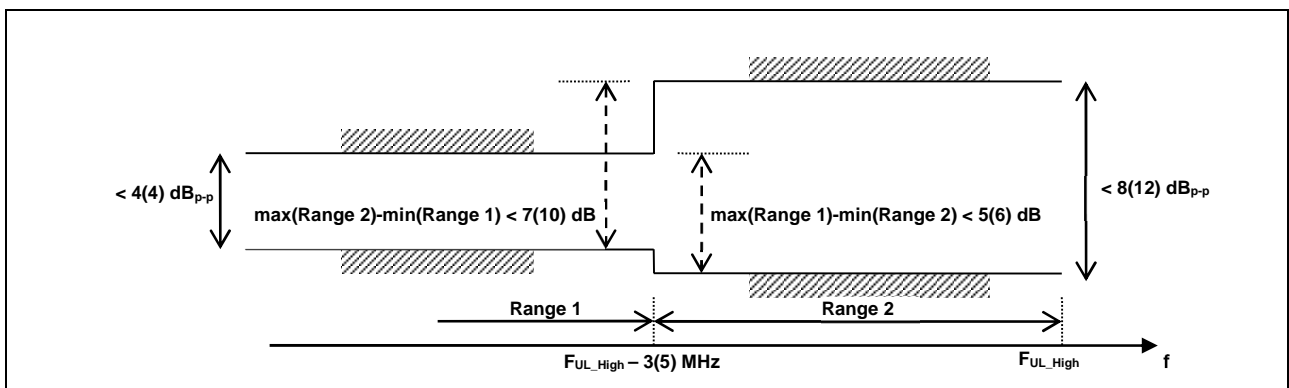 < 4(4) dBp-p
max(Range 2)-min(Range 1) < 7(10) dB
max(Range 1)-min(Range 2) < 5(6) dB
< 8(12) dBp-p
Range 1
Range 2
FUL_High – 3(5) MHz
FUL_High
f